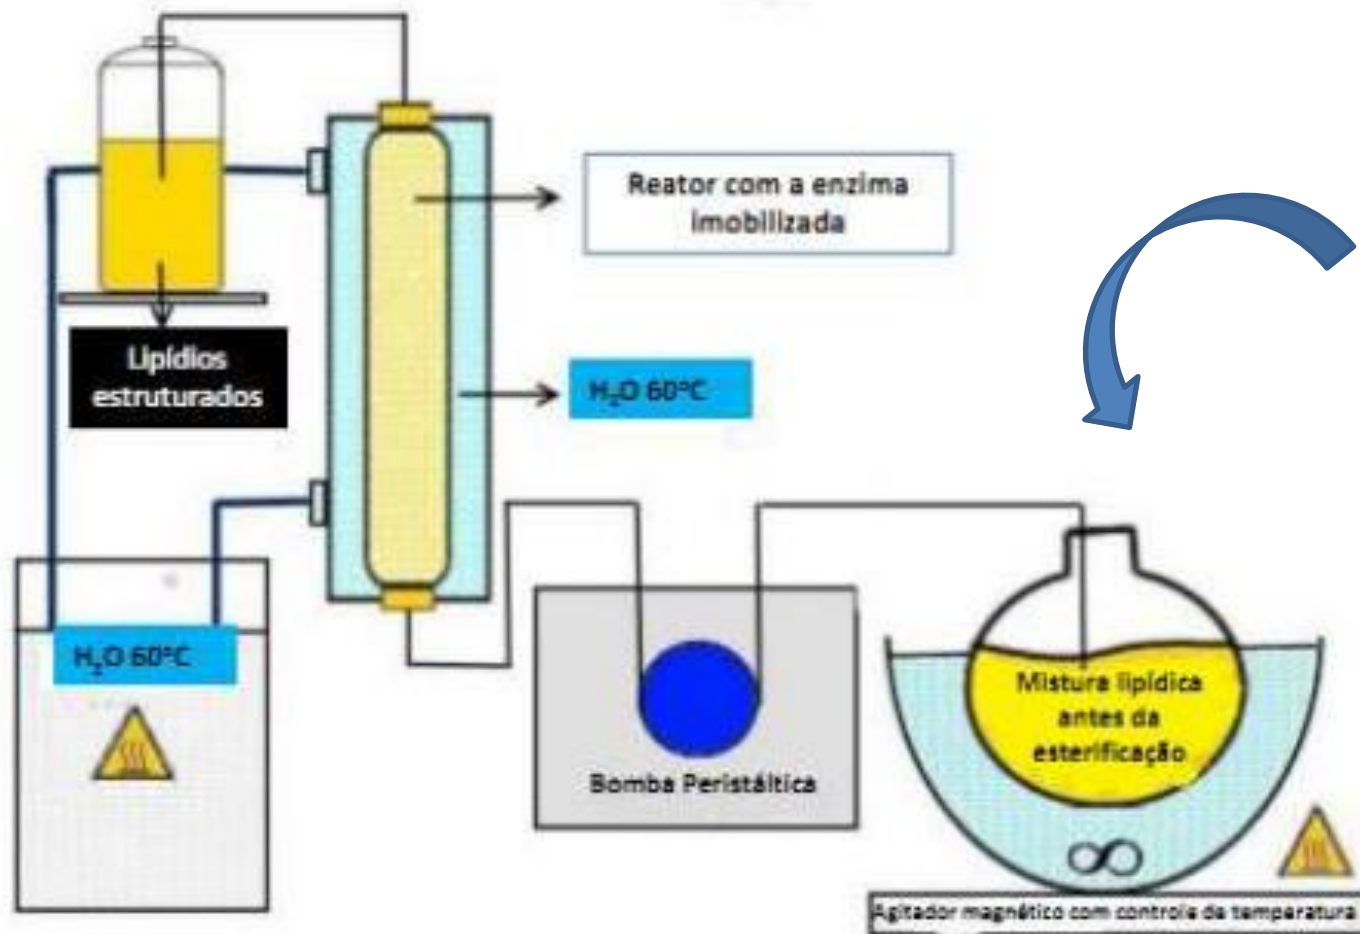 Reator com a enzima
imobilizada
Lipídios
estruturados
H₂O 60°C
H₂O 60°C
Mistura lipídica
antes da
esterificação
Bomba Peristáltica
Agitador magnético com controle de temperatura